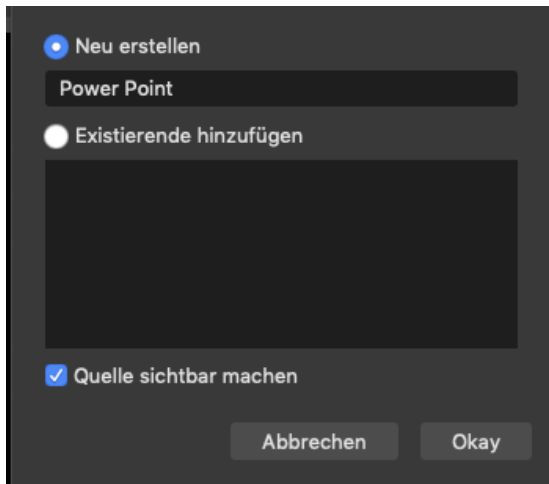 Neu erstellen
Power Point
Existierende hinzufügen
Quelle sichtbar machen
Abbrechen Okay